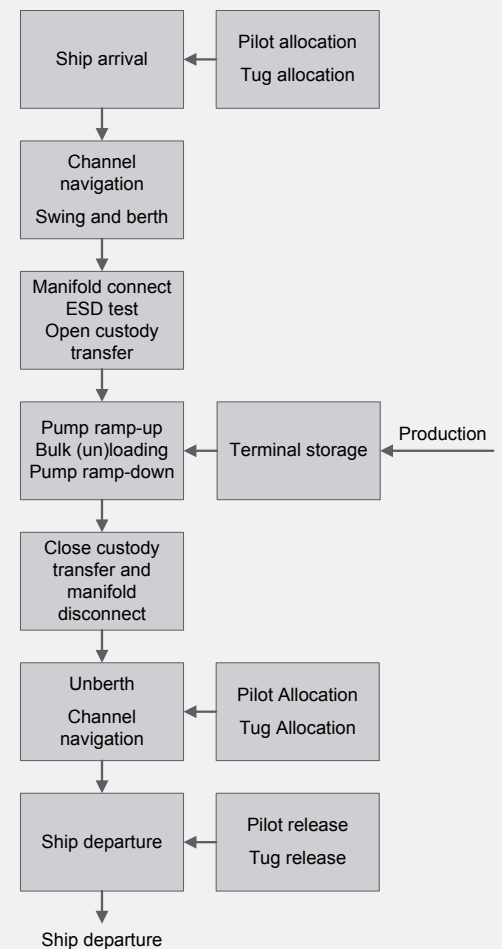 Ship arrival
Pilot allocation
Tug allocation
Channel
navigation
Swing and berth
Manifold connect
ESD test
Open custody
transfer
Pump ramp-up
Bulk (un)loading
Pump ramp-down
Terminal storage
Production
Close custody
transfer and
manifold
disconnect
Unberth
Channel
navigation
Pilot Allocation
Tug Allocation
Ship departure
Pilot release
Tug release
Ship departure